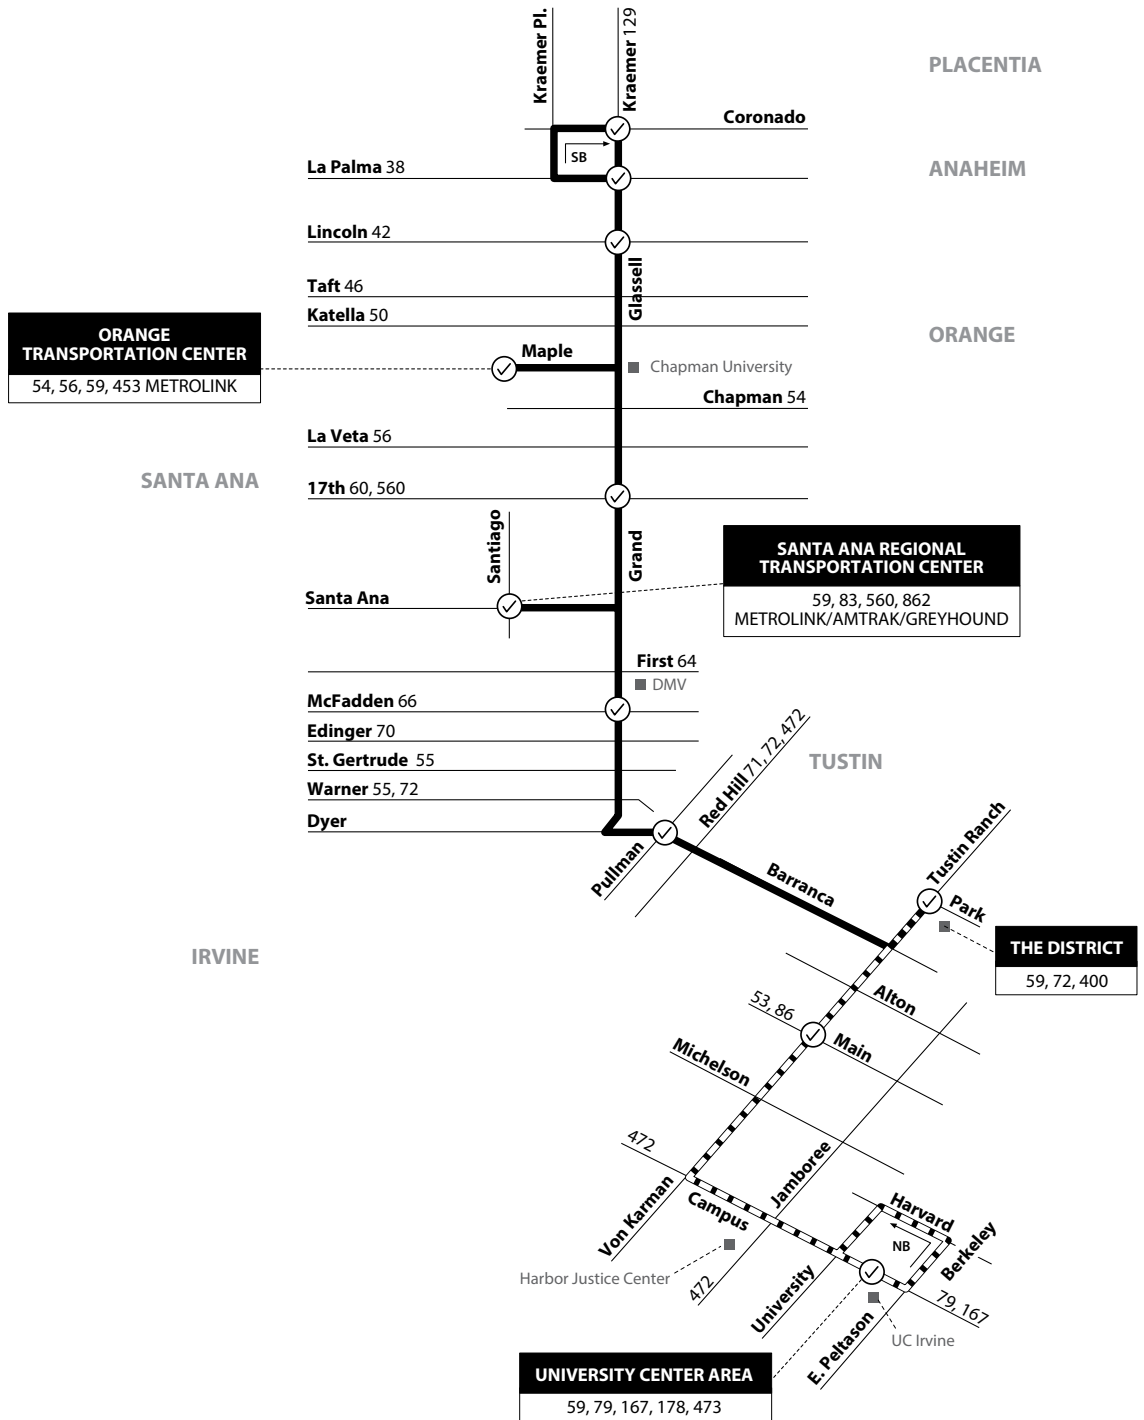 Kraemer Pl.
Kraemer 129
PLACENTIA
Coronado
SB
La Palma 38
ANAHEIM
Lincoln 42
Glassell
Taft 46
Katella 50
ORANGE
TRANSPORTATION CENTER
54, 56, 59, 453 METROLINK
ORANGE
Maple
Chapman University
Chapman 54
La Veta 56
SANTA ANA
17th 60, 560
Santiago
Grand
SANTA ANA REGIONAL
TRANSPORTATION CENTER
59, 83, 560, 862
METROLINK/AMTRAK/GREYHOUND
Santa Ana
First 64
DMV
McFadden 66
Edinger 70
St. Gertrude 55
Warner 55, 72
Dyer
Pullman
Red Hill 71, 72, 472
TUSTIN
Barranca
Tustin Ranch
Park
THE DISTRICT
59, 72, 400
IRVINE
Alton
53, 86
Main
Michelson
472
Jamboree
Von Karman
Campus
Harvard
NB
Berkeley
Harbor Justice Center
472
University
79, 167
UC Irvine
E. Peltason
UNIVERSITY CENTER AREA
59, 79, 167, 178, 473